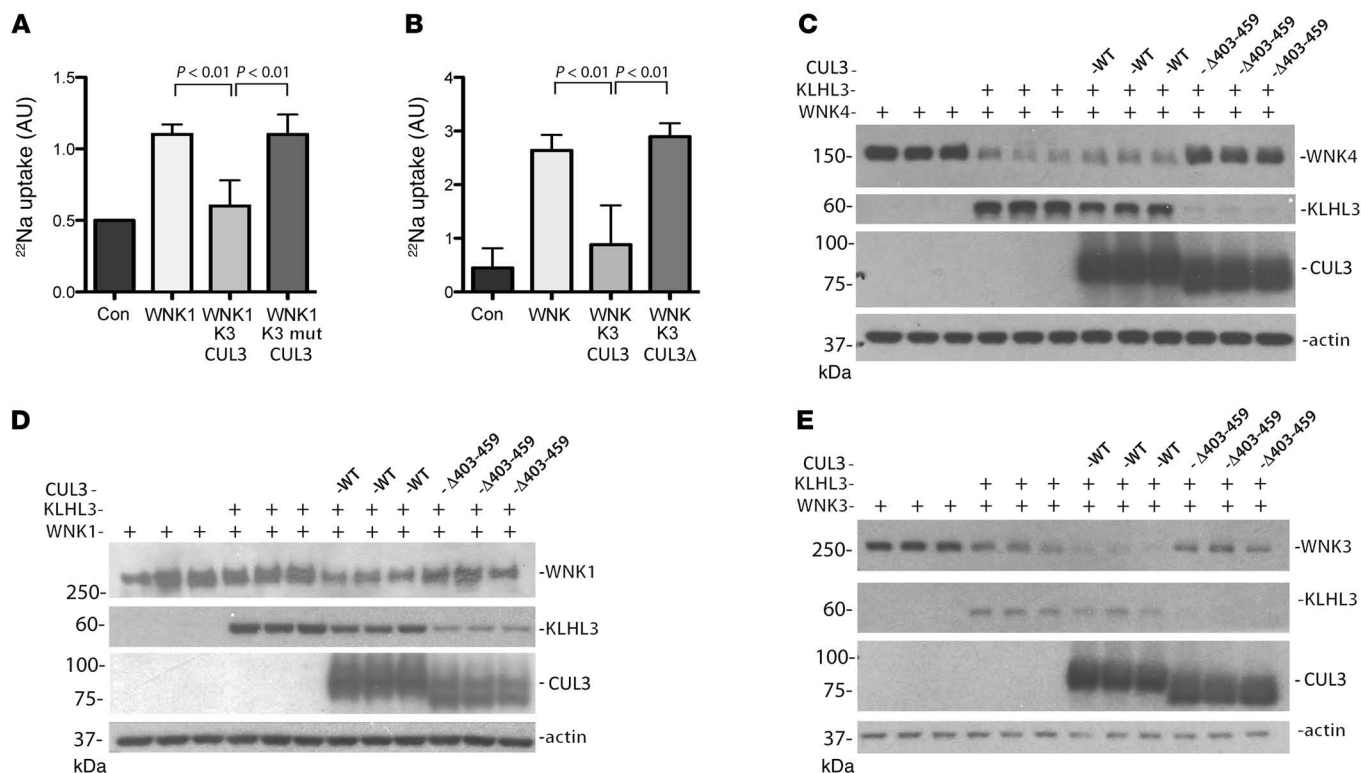 A
²²Na uptake (AU)
1.5
1.0
0.5
0.0
P < 0.01 P < 0.01
Con WNK1 WNK1 WNK1
K3 K3 mut
CUL3 CUL3
B
²²Na uptake (AU)
4
3
2
1
0
P < 0.01 P < 0.01
Con WNK WNK WNK
K3 K3
CUL3 CUL3Δ
C
CUL3 - -WT -WT -WT -Δ403-459 -Δ403-459 -Δ403-459
KLHL3- + + + + + + + + +
WNK4- + + + + + + + + + + + +
150- -WNK4
60- -KLHL3
100-
-CUL3
75-
37- -actin
kDa
D
CUL3 - -WT -WT -WT -Δ403-459 -Δ403-459 -Δ403-459
KLHL3- + + + + + + + + +
WNK1- + + + + + + + + + + + +
-WNK1
250-
60- -KLHL3
100-
- CUL3
75-
37- -actin
kDa
E
CUL3 - -WT -WT -WT -Δ403-459 -Δ403-459 -Δ403-459
KLHL3- + + + + + + + + +
WNK3- + + + + + + + + + + + +
250- -WNK3
-KLHL3
60-
100-
- CUL3
75-
37- -actin
kDa